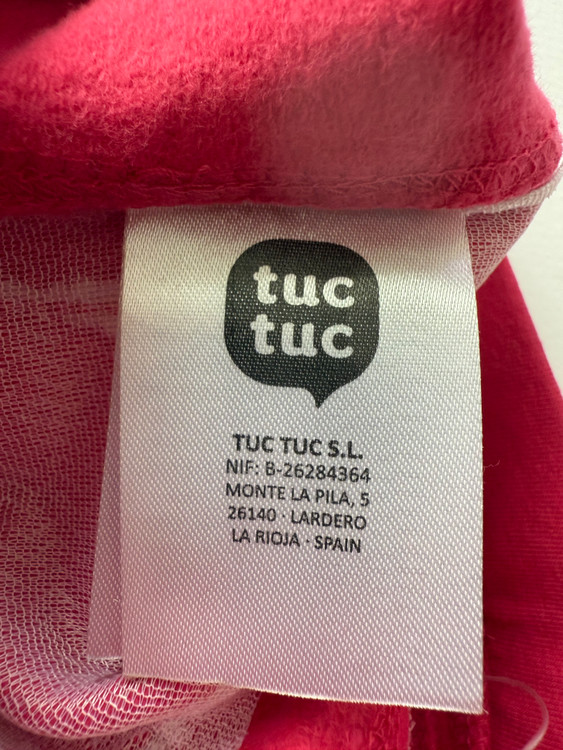 tuc
tuc
TUC TUC S.L.
NIF: B-26284364
MONTE LA PILA, 5
26140 · LARDERO
LA RIOJA · SPAIN